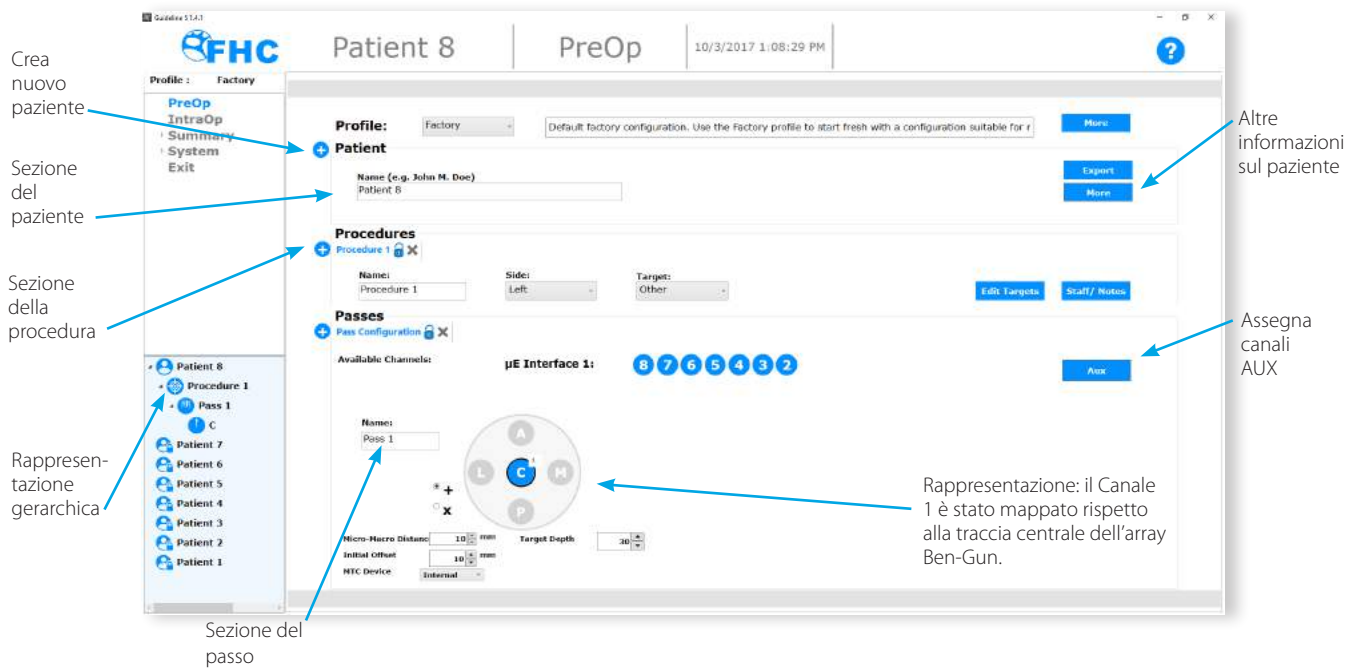 Guideline 5.1.4.1
FHC
Patient 8
PreOp
10/3/2017 1:08:29 PM
?
Profile : Factory
PreOp
IntraOp
Summary
System
Exit
Profile:
Factory
Default factory configuration. Use the Factory profile to start fresh with a configuration suitable for r
More
Patient
Name (e.g. John M. Doe)
Patient 8
Export
More
Procedures
Procedure 1
Name:
Side:
Target:
Procedure 1
Left
Other
Edit Targets
Staff/ Notes
Passes
Pass Configuration
Available Channels:
µE Interface 1:
8 7 6 5 4 3 2
Aux
Name:
Pass 1
A
L
C
1
M
P
+
x
Micro-Macro Distanc
10
mm
Target Depth
30
Initial Offset
10
mm
NTC Device
Internal
Patient 8
Procedure 1
Pass 1
C
Patient 7
Patient 6
Patient 5
Patient 4
Patient 3
Patient 2
Patient 1
Crea
nuovo
paziente
Sezione
del
paziente
Sezione
della
procedura
Rappresen-
tazione
gerarchica
Sezione del
passo
Altre
informazioni
sul paziente
Assegna
canali
AUX
Rappresentazione: il Canale
1 è stato mappato rispetto
alla traccia centrale dell’array
Ben-Gun.